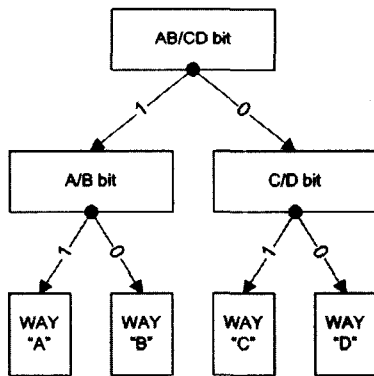 AB/CD bit
1 0
A/B bit C/D bit
1 0 1 0
WAY WAY WAY WAY
"A" "B" "C" "D"